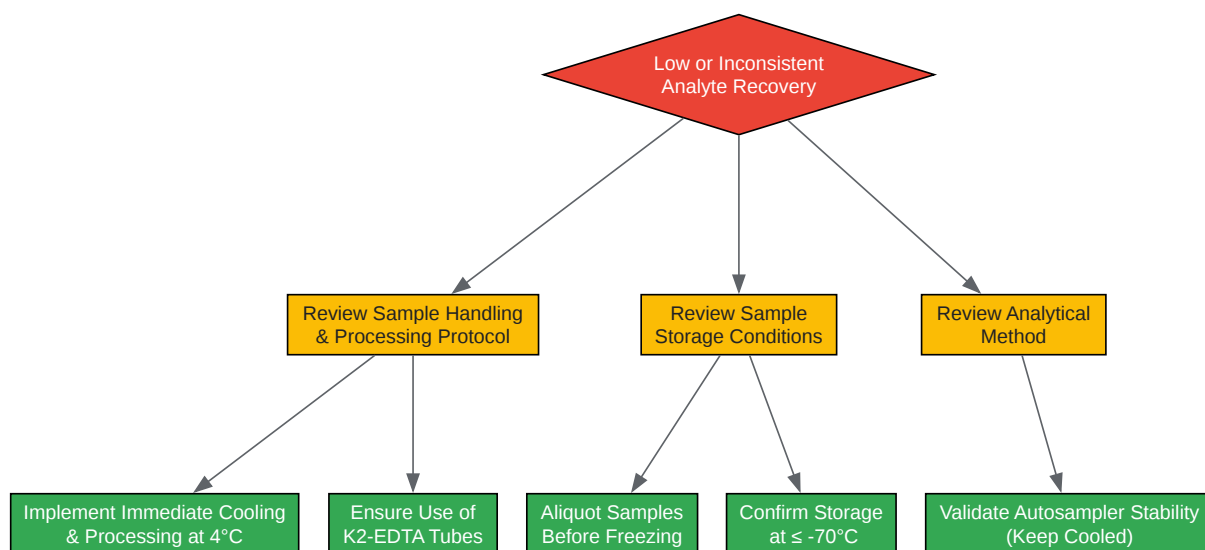 Low or Inconsistent
Analyte Recovery
Review Sample Handling
& Processing Protocol
Review Sample
Storage Conditions
Review Analytical
Method
Implement Immediate Cooling
& Processing at 4°C
Ensure Use of
K2-EDTA Tubes
Aliquot Samples
Before Freezing
Confirm Storage
at ≤ -70°C
Validate Autosampler Stability
(Keep Cooled)